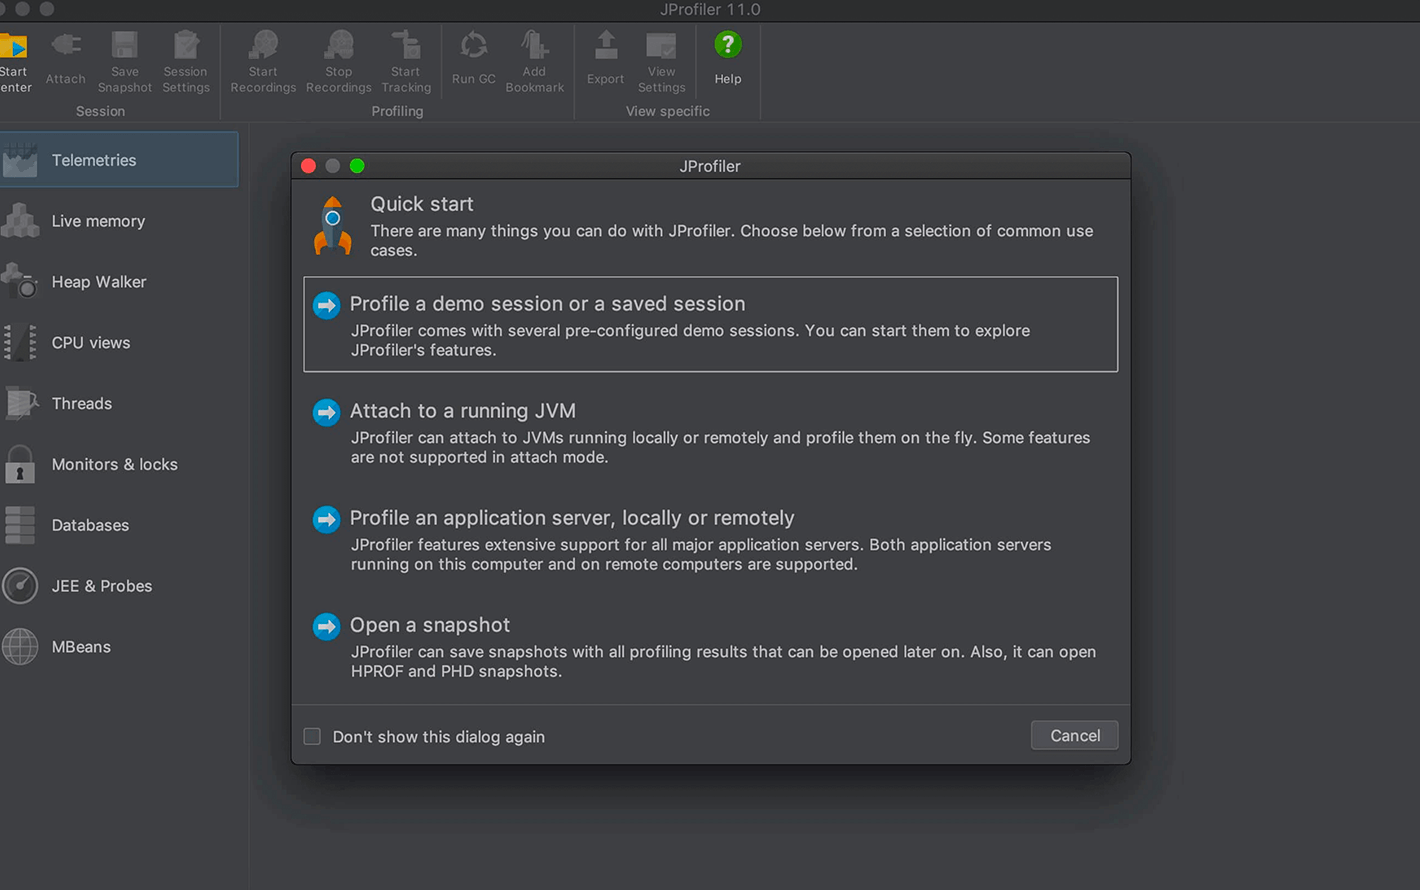 JProfiler 11.0
Start
enter
Attach
Save
Snapshot
Session
Settings
Start
Recordings
Stop
Recordings
Start
Tracking
Run GC
Add
Bookmark
Export
View
Settings
Help
Session
Profiling
View specific
Telemetries
Live memory
Heap Walker
CPU views
Threads
Monitors & locks
Databases
JEE & Probes
MBeans
JProfiler
Quick start
There are many things you can do with JProfiler. Choose below from a selection of common use
cases.
Profile a demo session or a saved session
JProfiler comes with several pre-configured demo sessions. You can start them to explore
JProfiler's features.
Attach to a running JVM
JProfiler can attach to JVMs running locally or remotely and profile them on the fly. Some features
are not supported in attach mode.
Profile an application server, locally or remotely
JProfiler features extensive support for all major application servers. Both application servers
running on this computer and on remote computers are supported.
Open a snapshot
JProfiler can save snapshots with all profiling results that can be opened later on. Also, it can open
HPROF and PHD snapshots.
Don't show this dialog again
Cancel